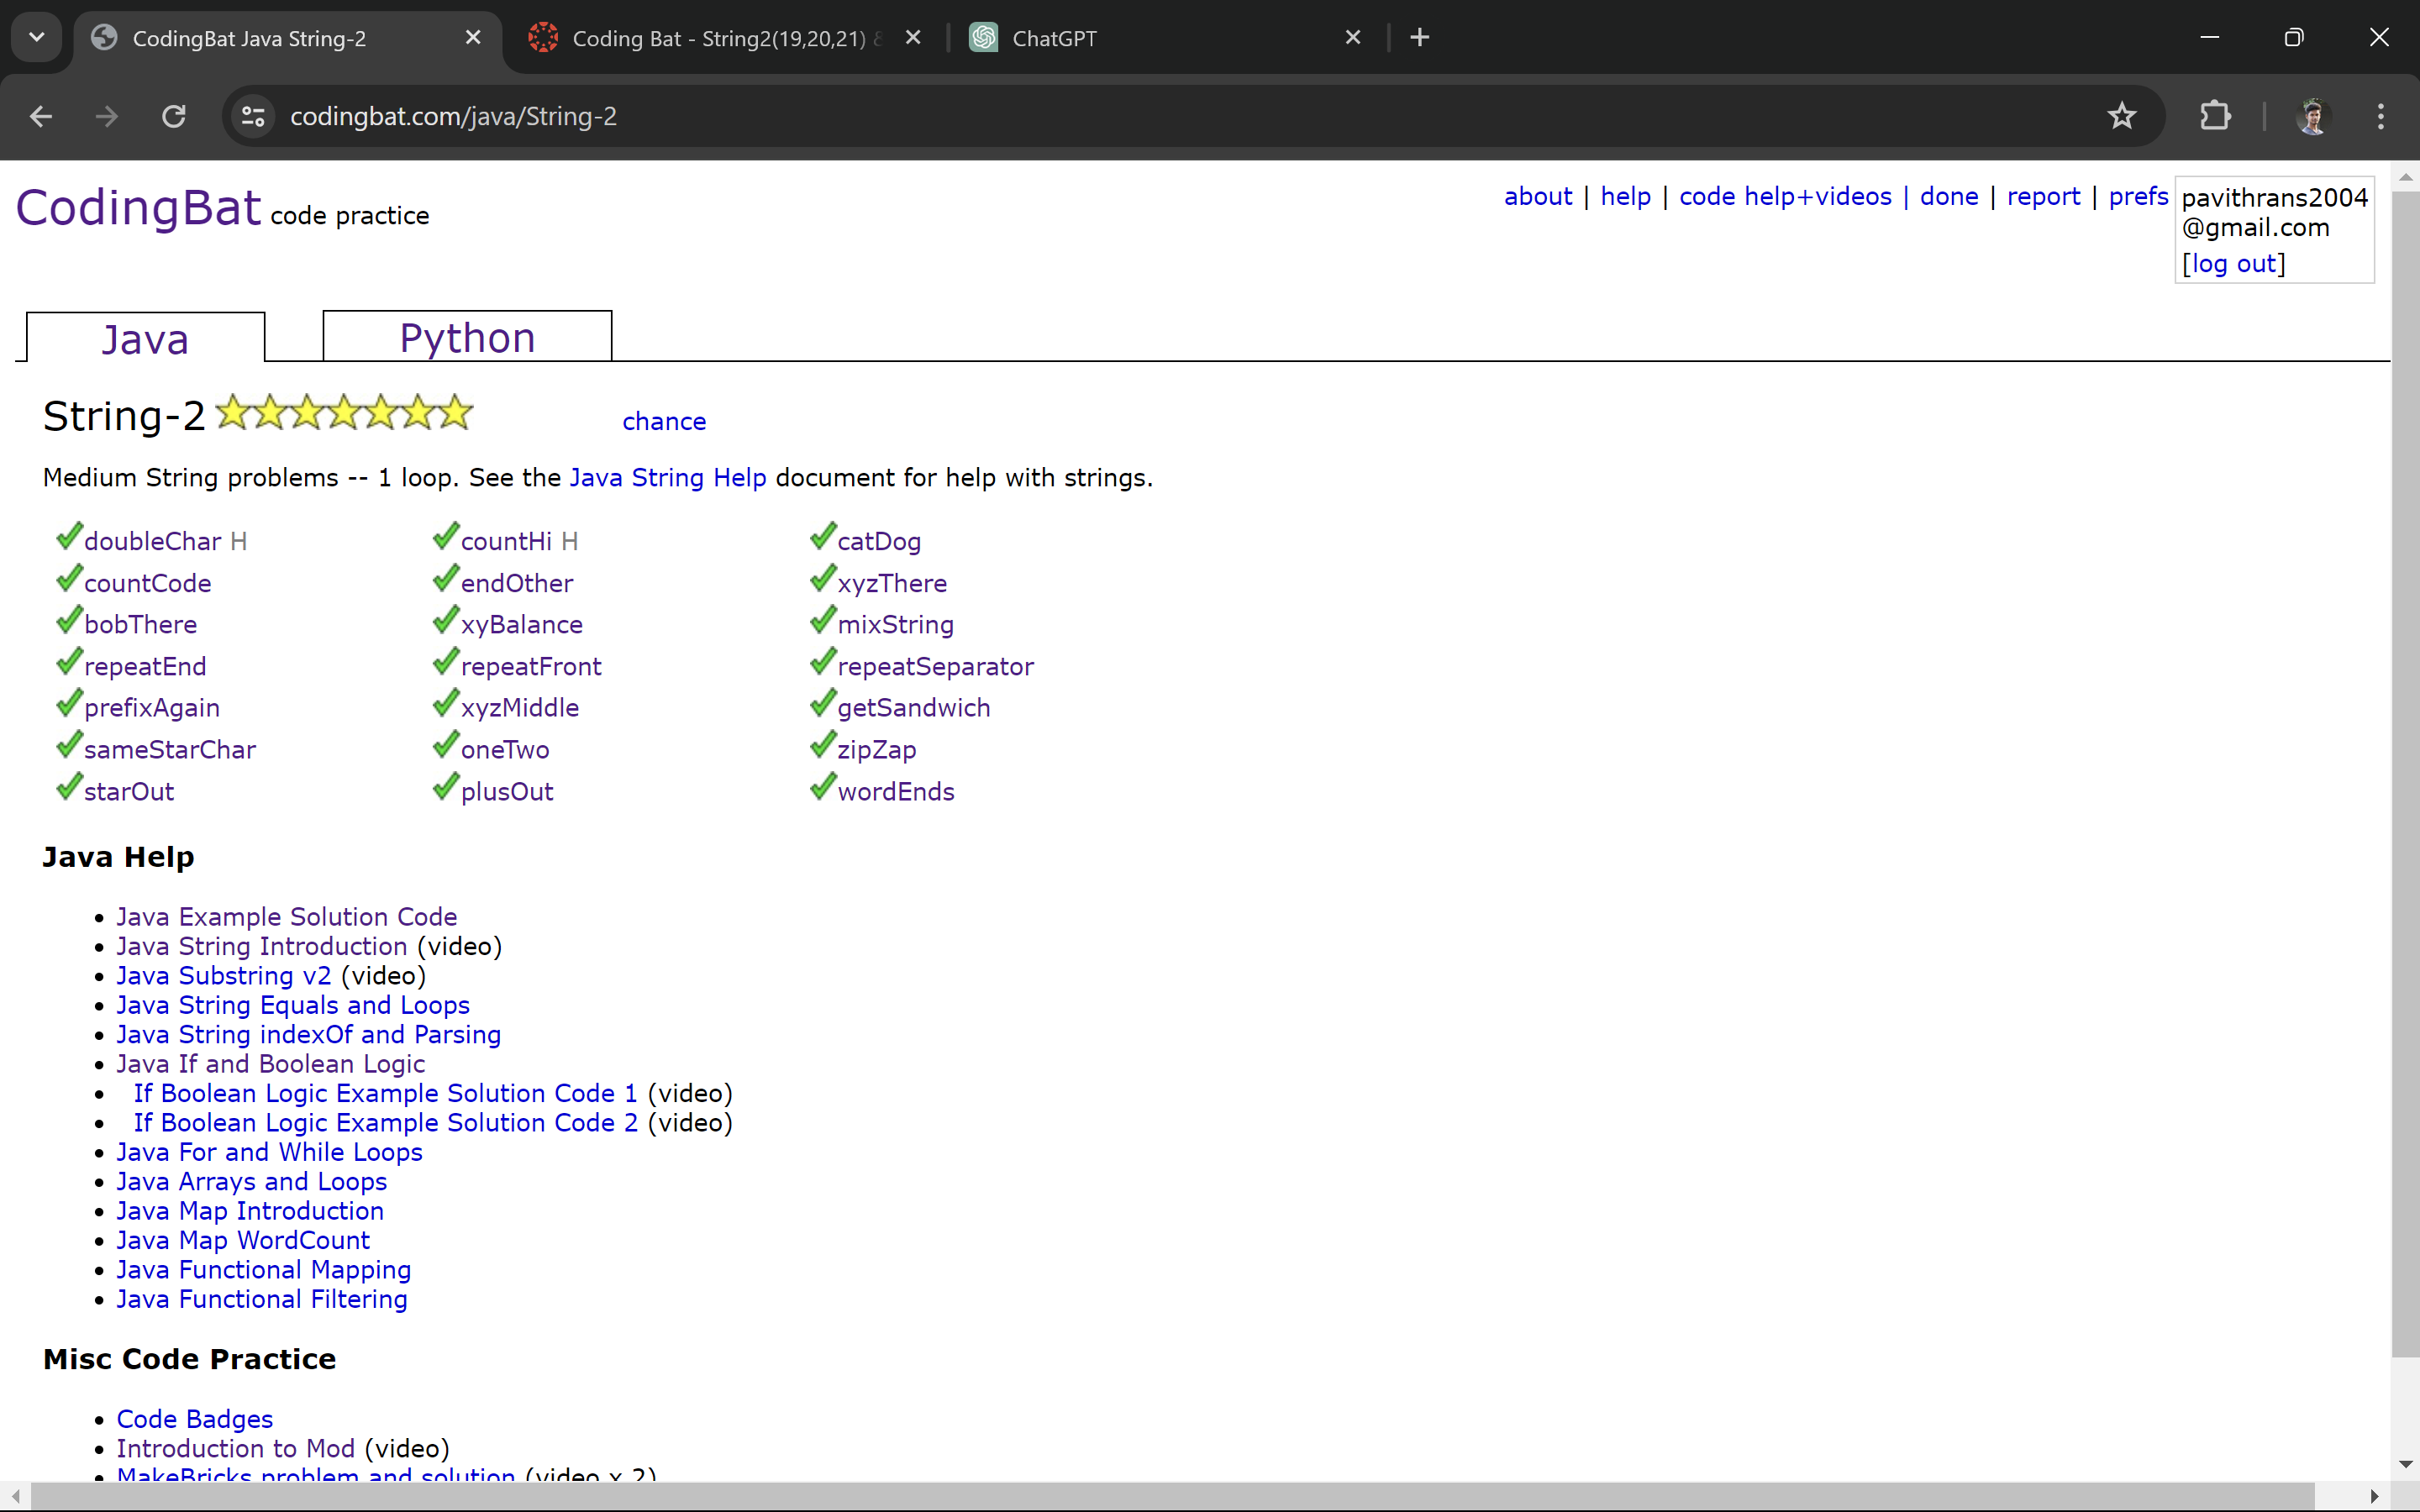 CodingBat Java String-2
Coding Bat - String2(19,20,21)
ChatGPT
codingbat.com/java/String-2
CodingBat code practice
about | help | code help+videos | done | report | prefs
pavithrans2004
@gmail.com
[log out]
Java Python
String-2 chance
Medium String problems -- 1 loop. See the Java String Help document for help with strings.
doubleChar H countHi H catDog
countCode endOther xyzThere
bobThere xyBalance mixString
repeatEnd repeatFront repeatSeparator
prefixAgain xyzMiddle getSandwich
sameStarChar oneTwo zipZap
starOut plusOut wordEnds
Java Help
Java Example Solution Code
Java String Introduction (video)
Java Substring v2 (video)
Java String Equals and Loops
Java String indexOf and Parsing
Java If and Boolean Logic
If Boolean Logic Example Solution Code 1 (video)
If Boolean Logic Example Solution Code 2 (video)
Java For and While Loops
Java Arrays and Loops
Java Map Introduction
Java Map WordCount
Java Functional Mapping
Java Functional Filtering
Misc Code Practice
Code Badges
Introduction to Mod (video)
MakeBricks problem and solution (video x 2)